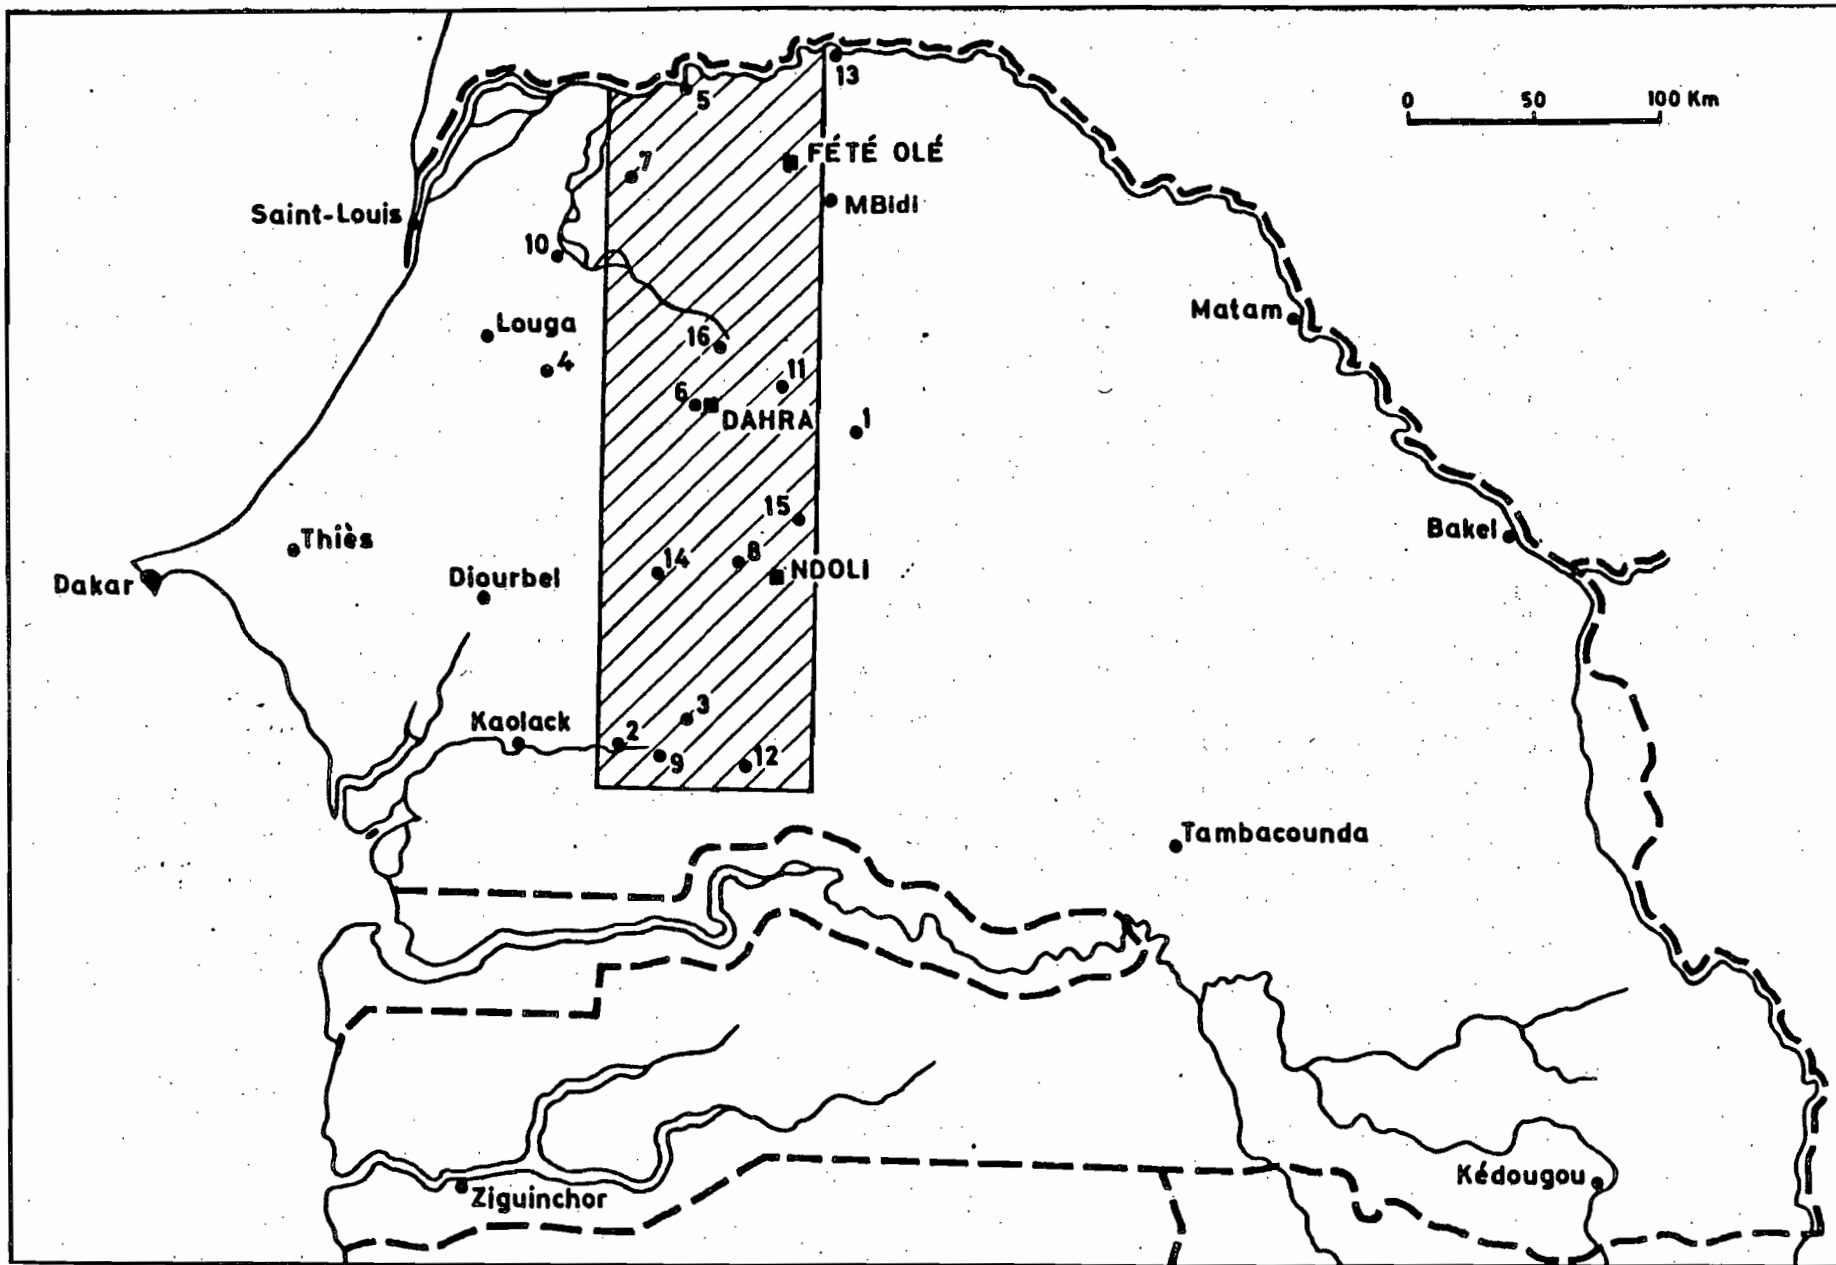 13
5
0 50 100 Km
7
FÉTÉ OLÉ
MBidi
Saint-Louis
10
Matam
Louga
16
4
11
6
DAHRA
1
15
Bakel
Thiès
14
8
NDOLI
Dakar
Diourbel
3
Kaolack
2
9
12
Tambacounda
Kédougou
Ziguinchor